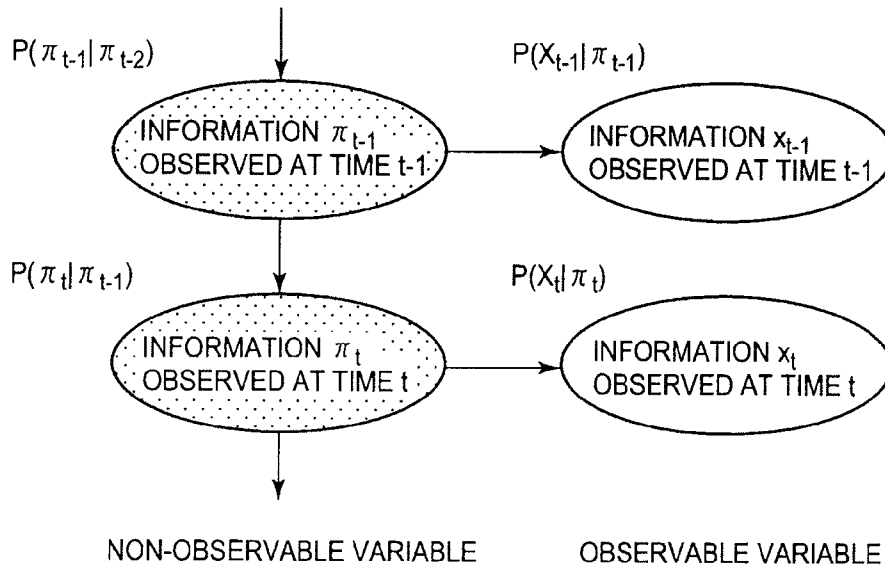 P(π t-1|π t-2)
P(X t-1|π t-1)
INFORMATION π t-1
OBSERVED AT TIME t-1
INFORMATION x t-1
OBSERVED AT TIME t-1
P(π t|π t-1)
P(X t|π t)
INFORMATION π t
OBSERVED AT TIME t
INFORMATION x t
OBSERVED AT TIME t
NON-OBSERVABLE VARIABLE
OBSERVABLE VARIABLE